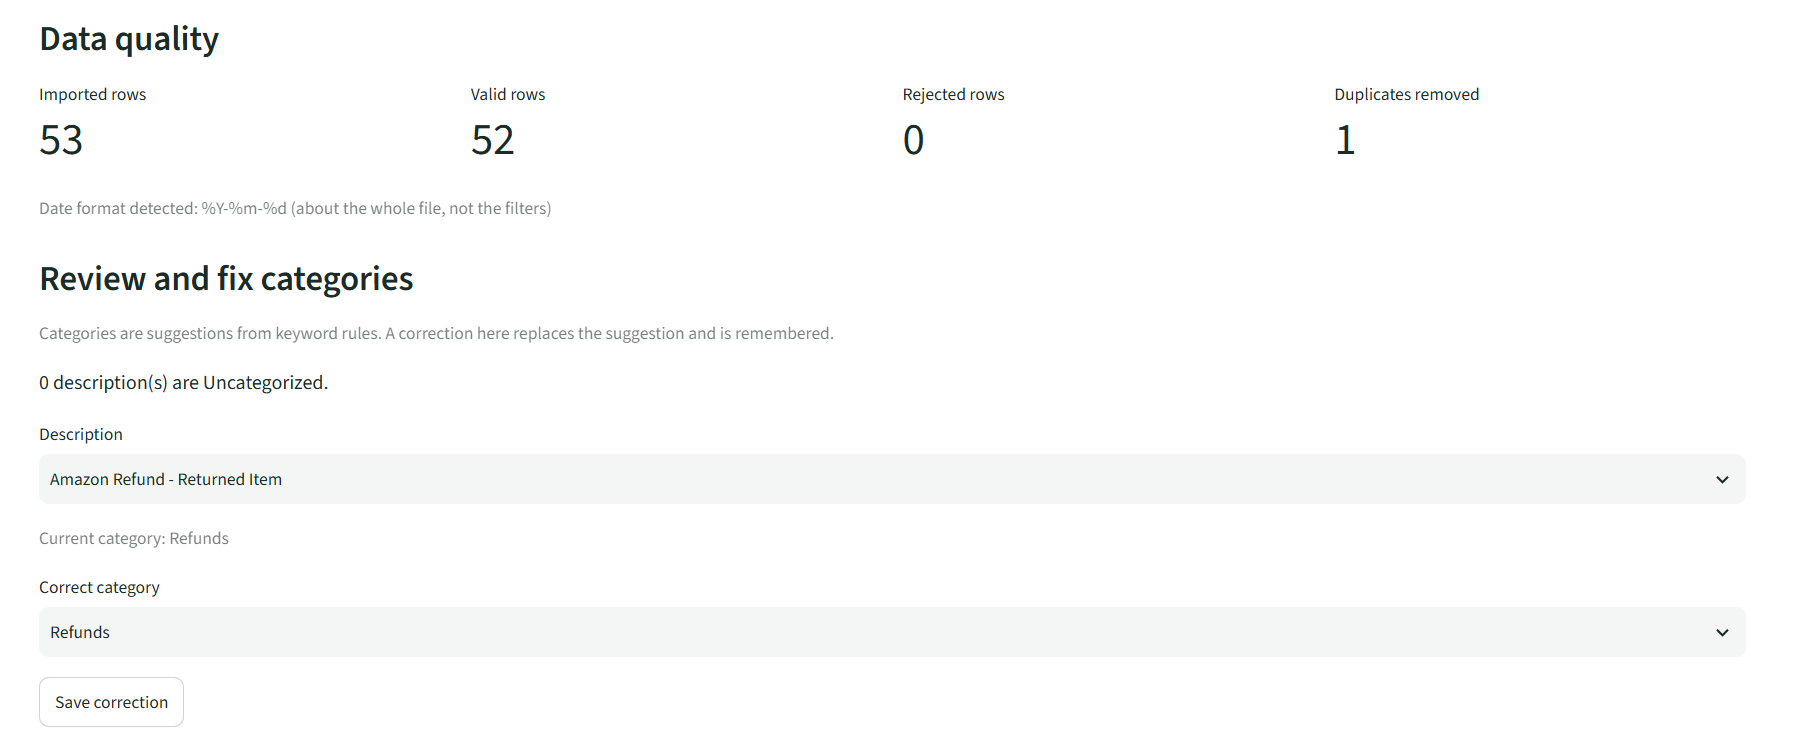 Data quality
Imported rows
Valid rows
Rejected rows
Duplicates removed
53
52
0
1
Date format detected: %Y-%m-%d (about the whole file, not the filters)
Review and fix categories
Categories are suggestions from keyword rules. A correction here replaces the suggestion and is remembered.
0 description(s) are Uncategorized.
Description
Amazon Refund - Returned Item
Current category: Refunds
Correct category
Refunds
Save correction